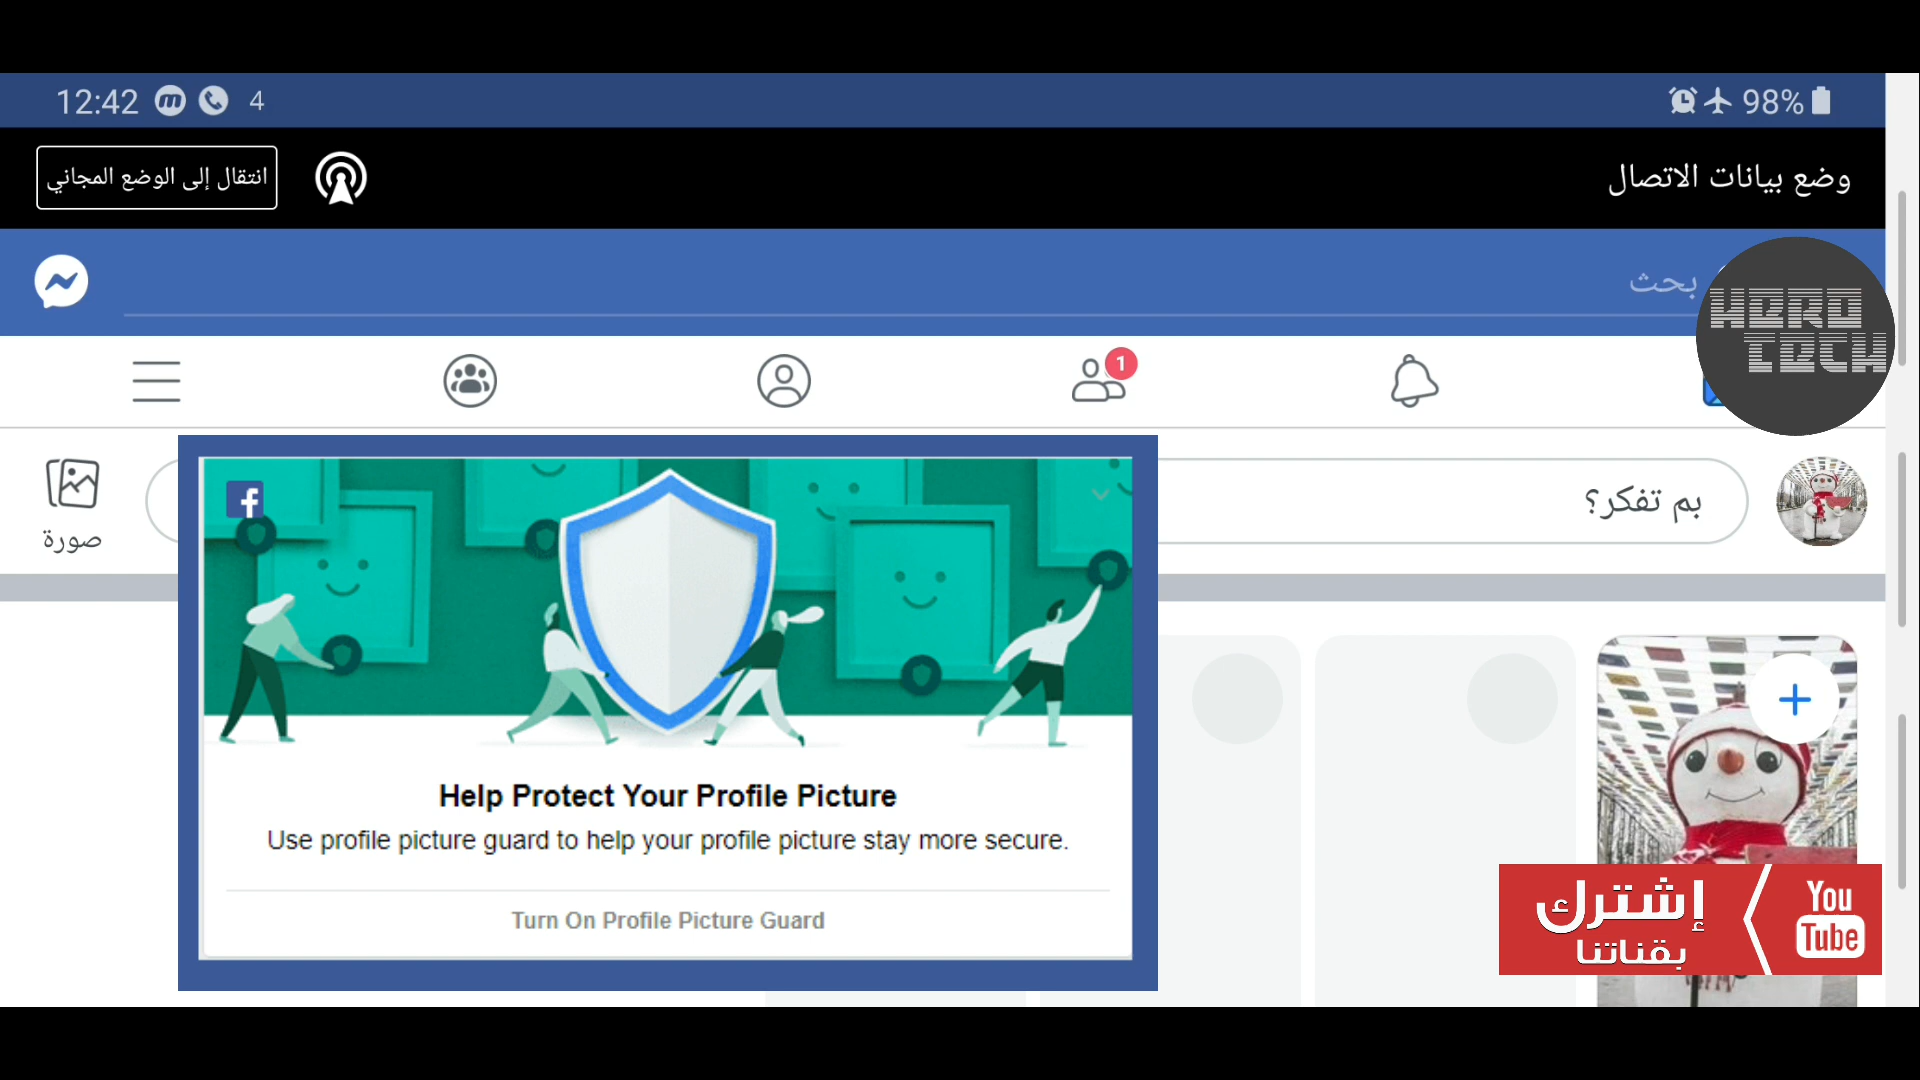 12:42 4 98%
وضع بيانات الاتصال
انتقال إلى الوضع المجاني
بحث
HERO
TECH
1
بم تفكر؟
صورة
Help Protect Your Profile Picture
Use profile picture guard to help your profile picture stay more secure.
Turn On Profile Picture Guard
إشترك
بقناتنا
You
Tube